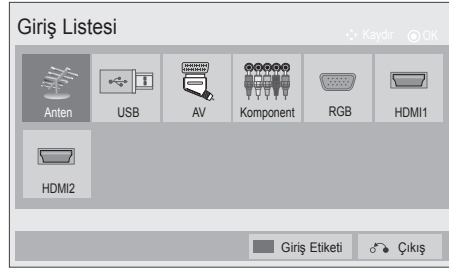 Giriş Listesi
Kaydır OK
Anten USB AV Komponent RGB HDMI1
HDMI2
Giriş Etiketi Çıkış